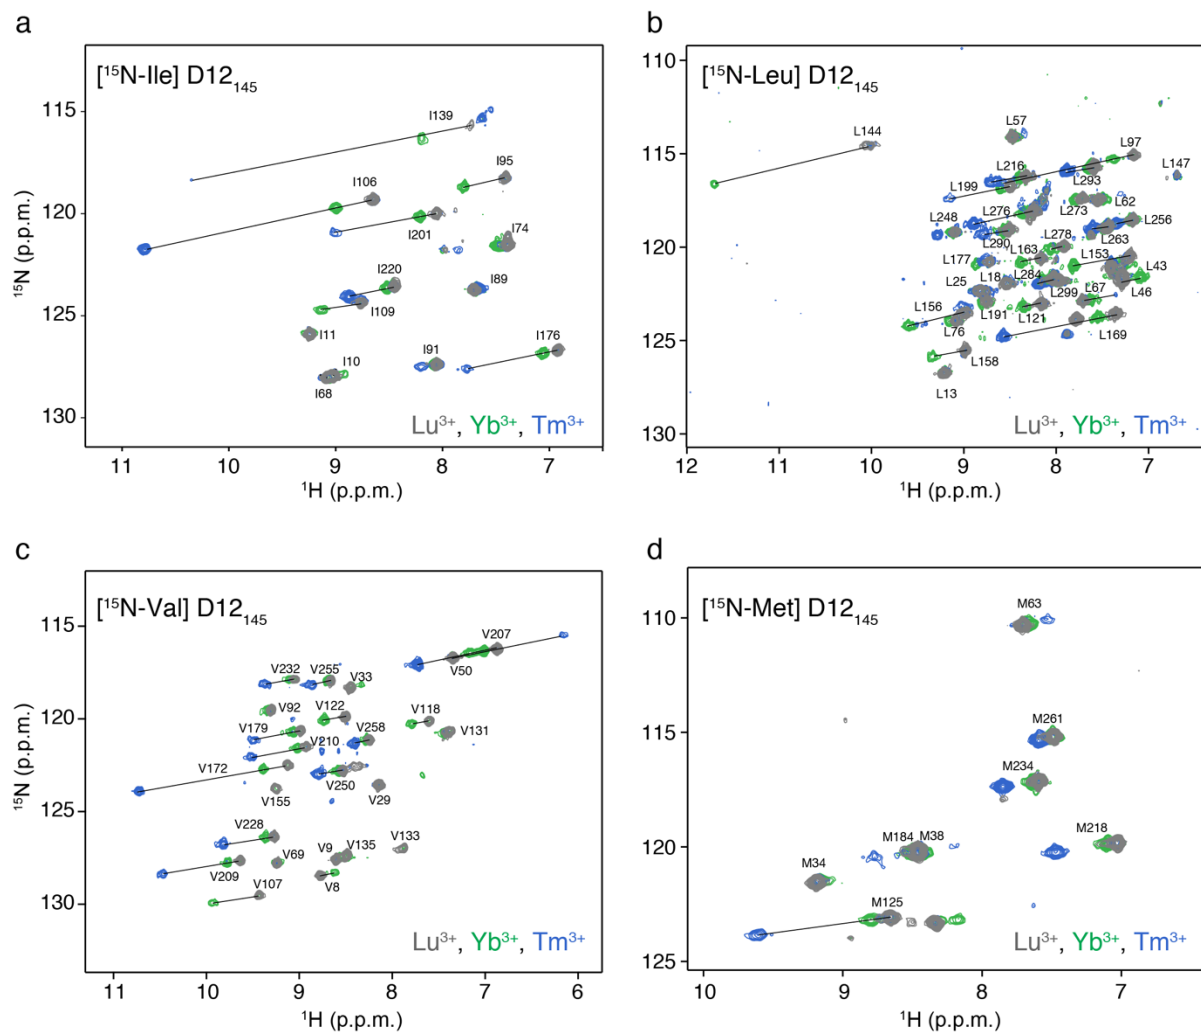 a
[¹⁵N-Ile] D12₁₄₅
I139
I95
I106
I201
I74
I220
I89
I109
I11
I176
I91
I10
I68
Lu³⁺, Yb³⁺, Tm³⁺
115
120
125
130
11
10
9
8
7
¹⁵N (p.p.m.)
¹H (p.p.m.)
b
[¹⁵N-Leu] D12₁₄₅
L57
L144
L97
L216
L147
L199
L293
L276
L273
L62
L248
L256
L290
L278
L163
L263
L177
L153
L43
L25
L18
L284
L67
L46
L299
L156
L191
L121
L76
L169
L158
L13
Lu³⁺, Yb³⁺, Tm³⁺
110
115
120
125
130
12
11
10
9
8
7
¹H (p.p.m.)
c
[¹⁵N-Val] D12₁₄₅
V207
V50
V232
V255
V33
V92
V122
V118
V258
V131
V179
V210
V172
V250
V29
V155
V228
V133
V9
V135
V69
V209
V8
V107
Lu³⁺, Yb³⁺, Tm³⁺
115
120
125
130
11
10
9
8
7
6
¹⁵N (p.p.m.)
¹H (p.p.m.)
d
[¹⁵N-Met] D12₁₄₅
M63
M261
M234
M184
M38
M218
M34
M125
Lu³⁺, Yb³⁺, Tm³⁺
110
115
120
125
10
9
8
7
¹H (p.p.m.)